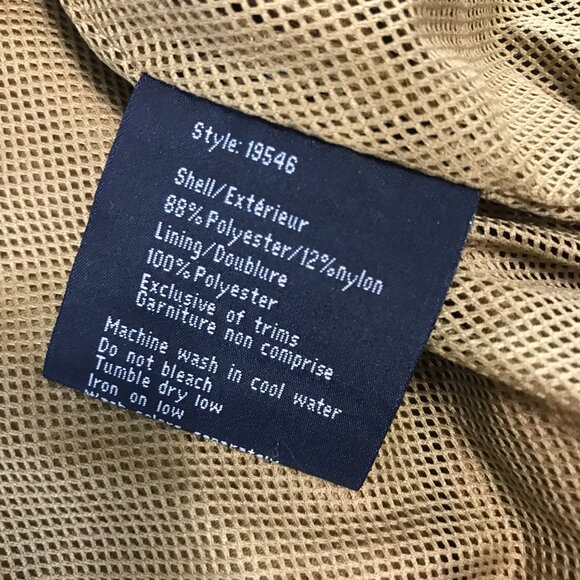 Style: 19546
Shell/Extérieur
88% Polyester/12%nylon
Lining/Doublure
100% Polyester
Exclusive of trims
Garniture non comprise
Machine wash in cool water
Do not bleach
Tumble dry low
Iron on low